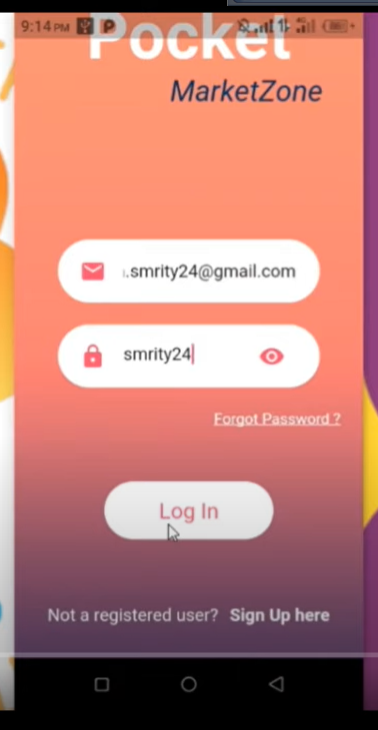 9:14 PM
Pocket
MarketZone
.smrity24@gmail.com
smrity24
Forgot Password ?
Log In
Not a registered user? Sign Up here